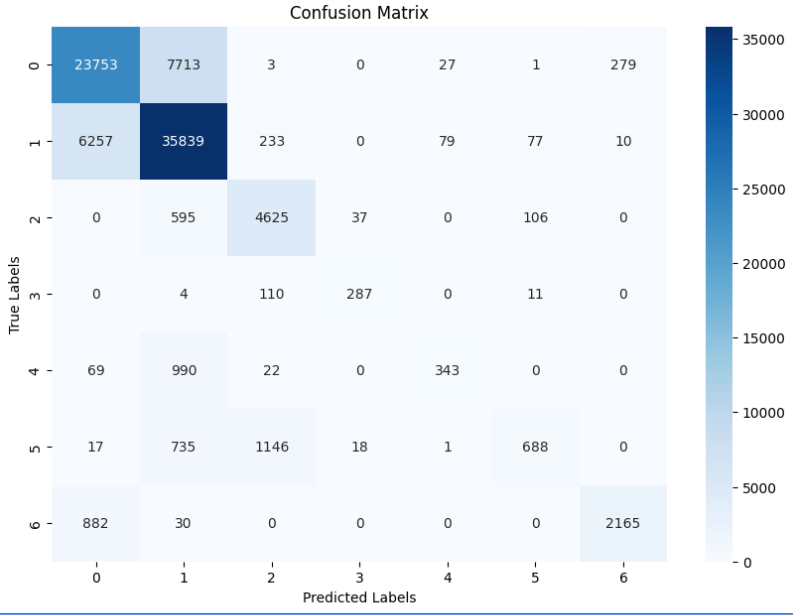 Confusion Matrix
0 23753 7713 3 0 27 1 279
1 6257 35839 233 0 79 77 10
2 0 595 4625 37 0 106 0
3 0 4 110 287 0 11 0
4 69 990 22 0 343 0 0
5 17 735 1146 18 1 688 0
6 882 30 0 0 0 0 2165
0 1 2 3 4 5 6
True Labels
Predicted Labels
35000
30000
25000
20000
15000
10000
5000
0